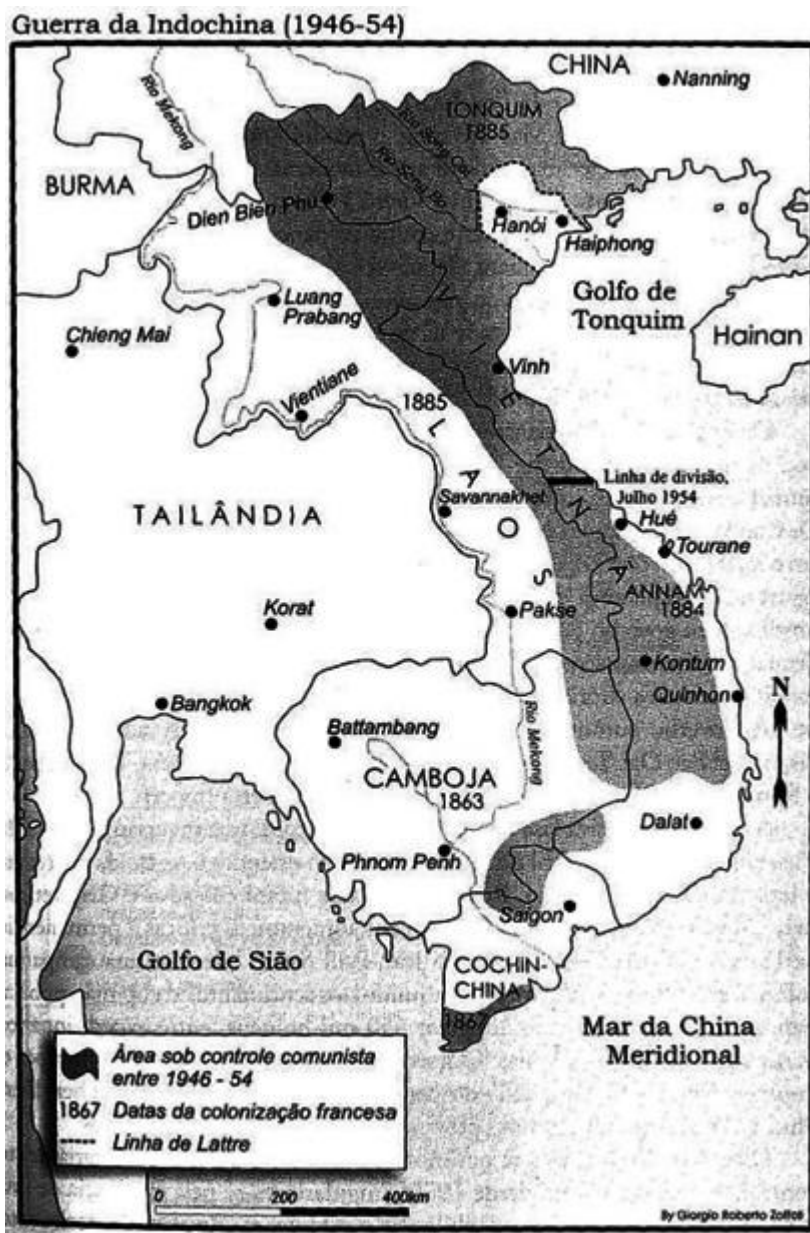 Guerra da Indochina (1946-54)
CHINA
Nanning
Rio Mekong
TONQUIM
1885
Rio Song Coi
Rio Song Bo
BURMA
Dien Bien Phu
Hanói
Haiphong
Luang
Prabang
Golfo de
Tonquim
Hainan
Chieng Mai
Vinh
Vientiane
1885
VIETNÃ
LAOS
Linha de divisão,
Julho 1954
Savannakhet
TAILÂNDIA
Hué
Tourane
ANNAM
1884
Pakse
Korat
Kontum
Quinhon
N
Bangkok
Rio Mekong
Battambang
CAMBOJA
1863
Dalat
Phnom Penh
Saigon
Golfo de Sião
COCHIN-
CHINA
1867
Mar da China
Meridional
Área sob controle comunista
entre 1946 - 54
1867 Datas da colonização francesa
Linha de Lattre
0 200 400km
By Giorgio Roberto Zoffoli